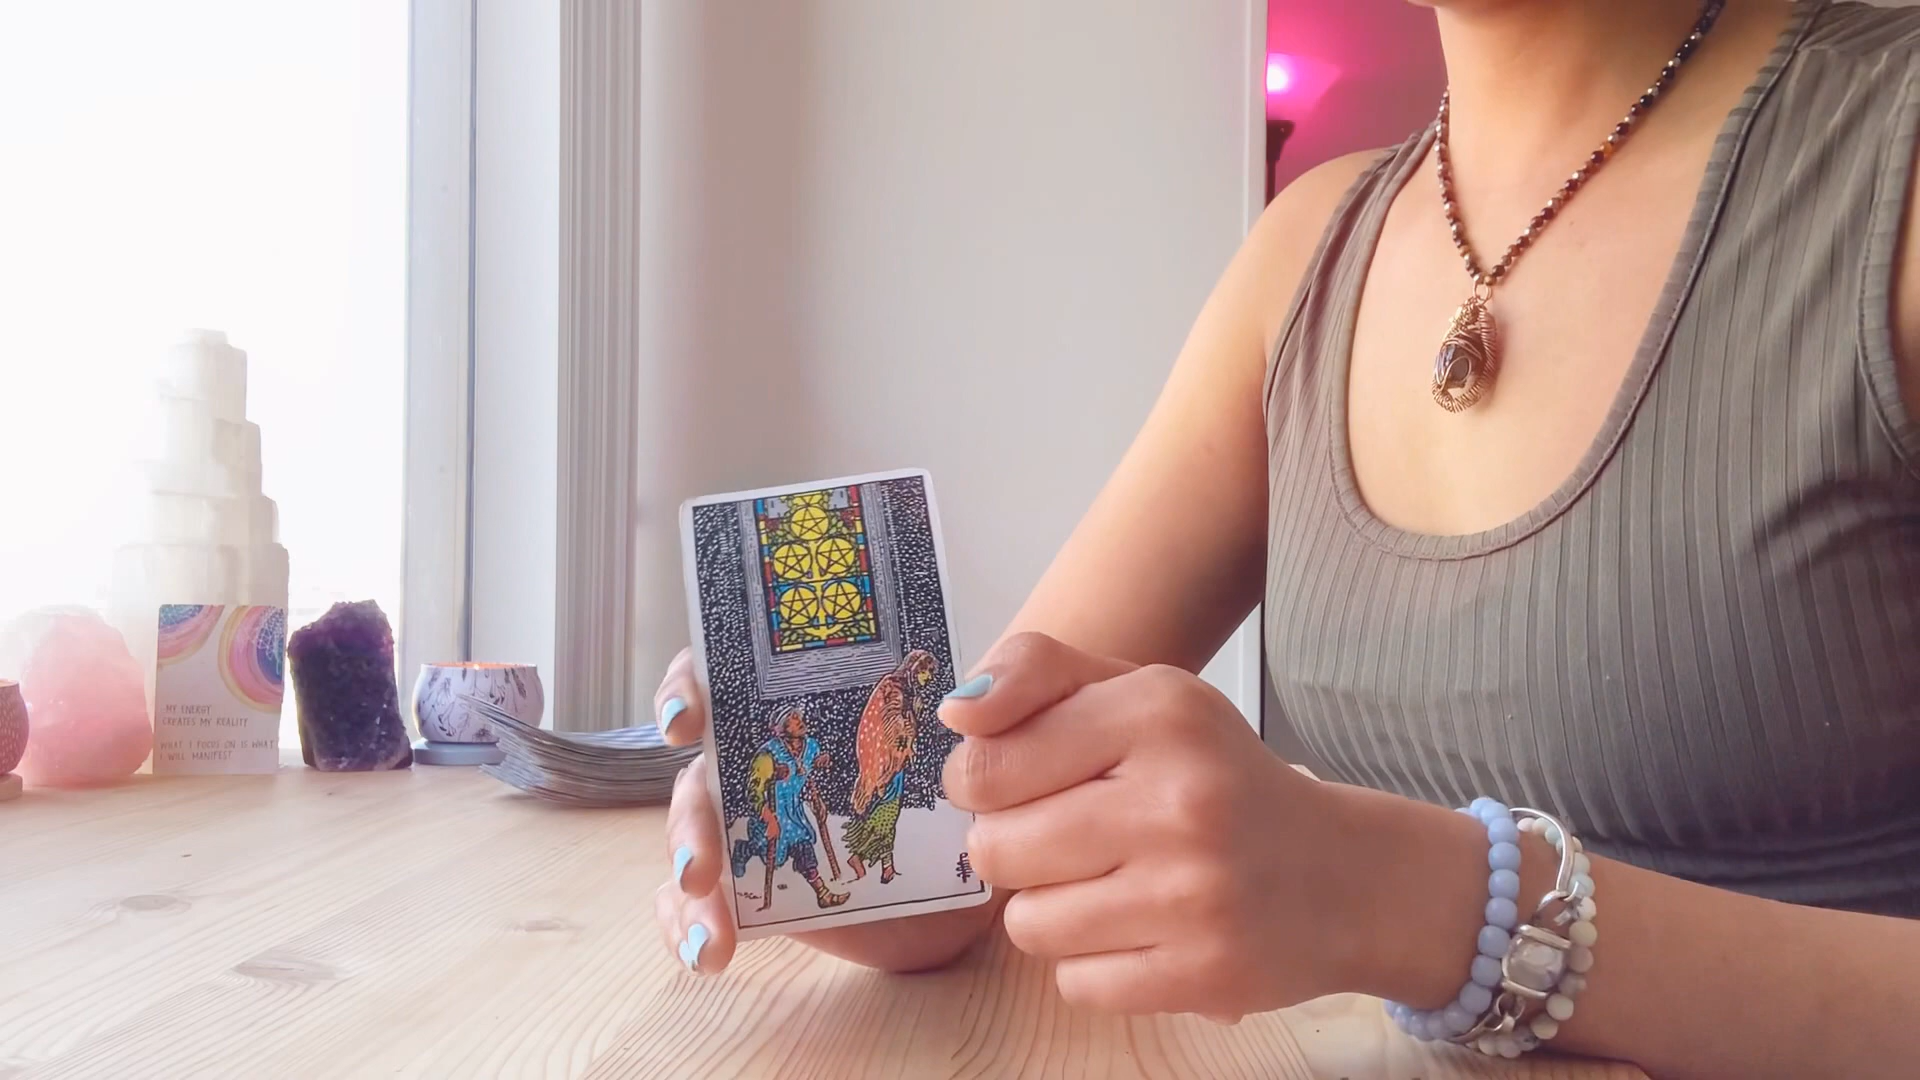 MY ENERGY
CREATES MY REALITY
WHAT I FOCUS ON IS WHAT
I WILL MANIFEST